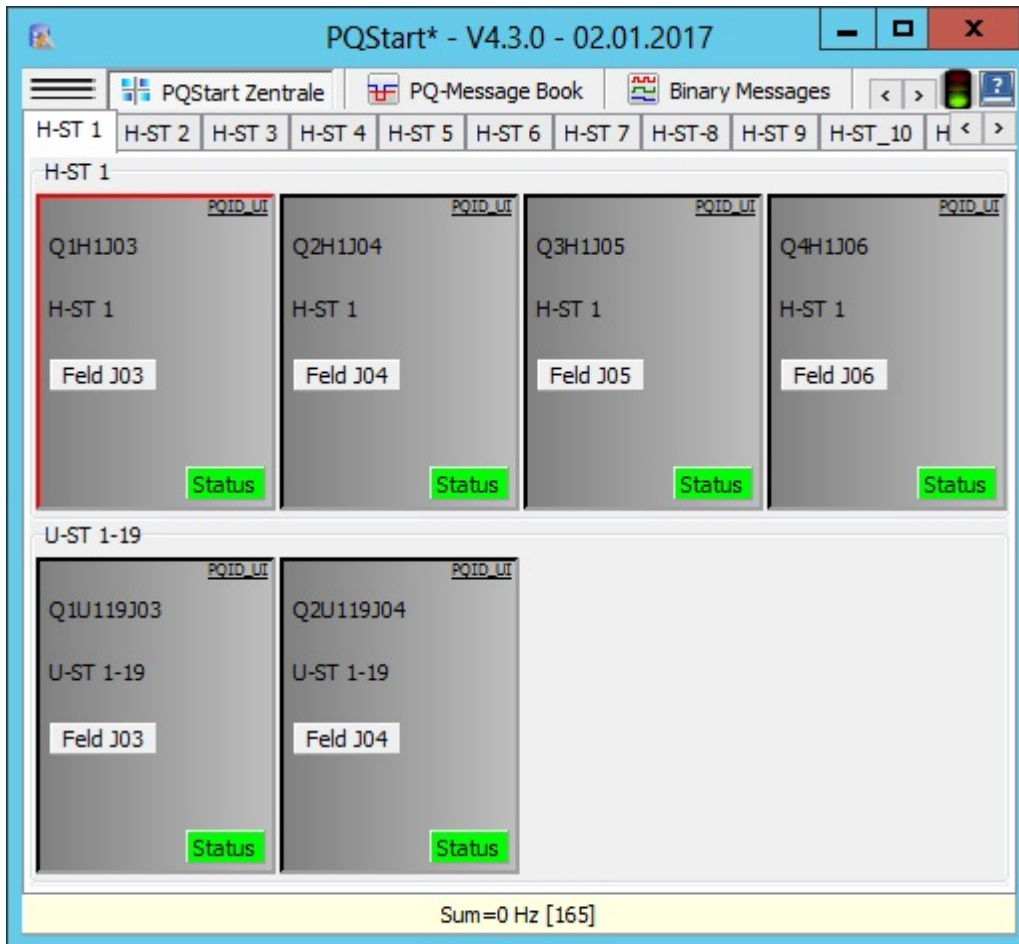 PQStart* - V4.3.0 - 02.01.2017
PQStart Zentrale PQ-Message Book Binary Messages < > ?
H-ST 1 H-ST 2 H-ST 3 H-ST 4 H-ST 5 H-ST 6 H-ST 7 H-ST-8 H-ST 9 H-ST_10 H < >
H-ST 1
PQID_UI PQID_UI PQID_UI PQID_UI
Q1H1J03 Q2H1J04 Q3H1J05 Q4H1J06
H-ST 1 H-ST 1 H-ST 1 H-ST 1
Feld J03 Feld J04 Feld J05 Feld J06
Status Status Status Status
U-ST 1-19
PQID_UI PQID_UI
Q1U119J03 Q2U119J04
U-ST 1-19 U-ST 1-19
Feld J03 Feld J04
Status Status
Sum=0 Hz [165]